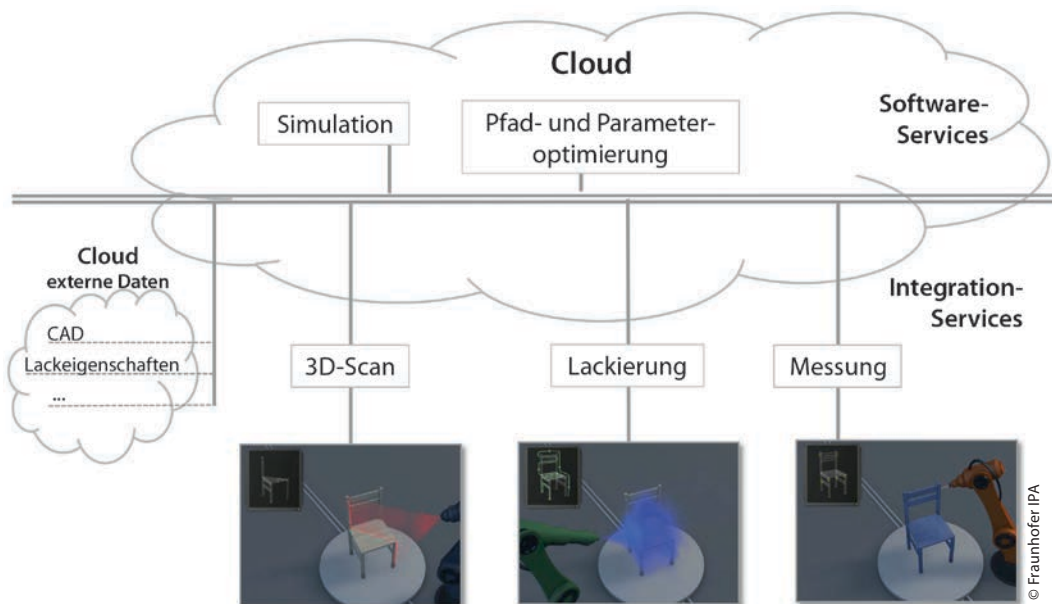 Cloud
Simulation
Pfad- und Parameter-
optimierung
Software-
Services
Cloud
externe Daten
CAD
Lackeigenschaften
...
Integration-
Services
3D-Scan
Lackierung
Messung
© Fraunhofer IPA